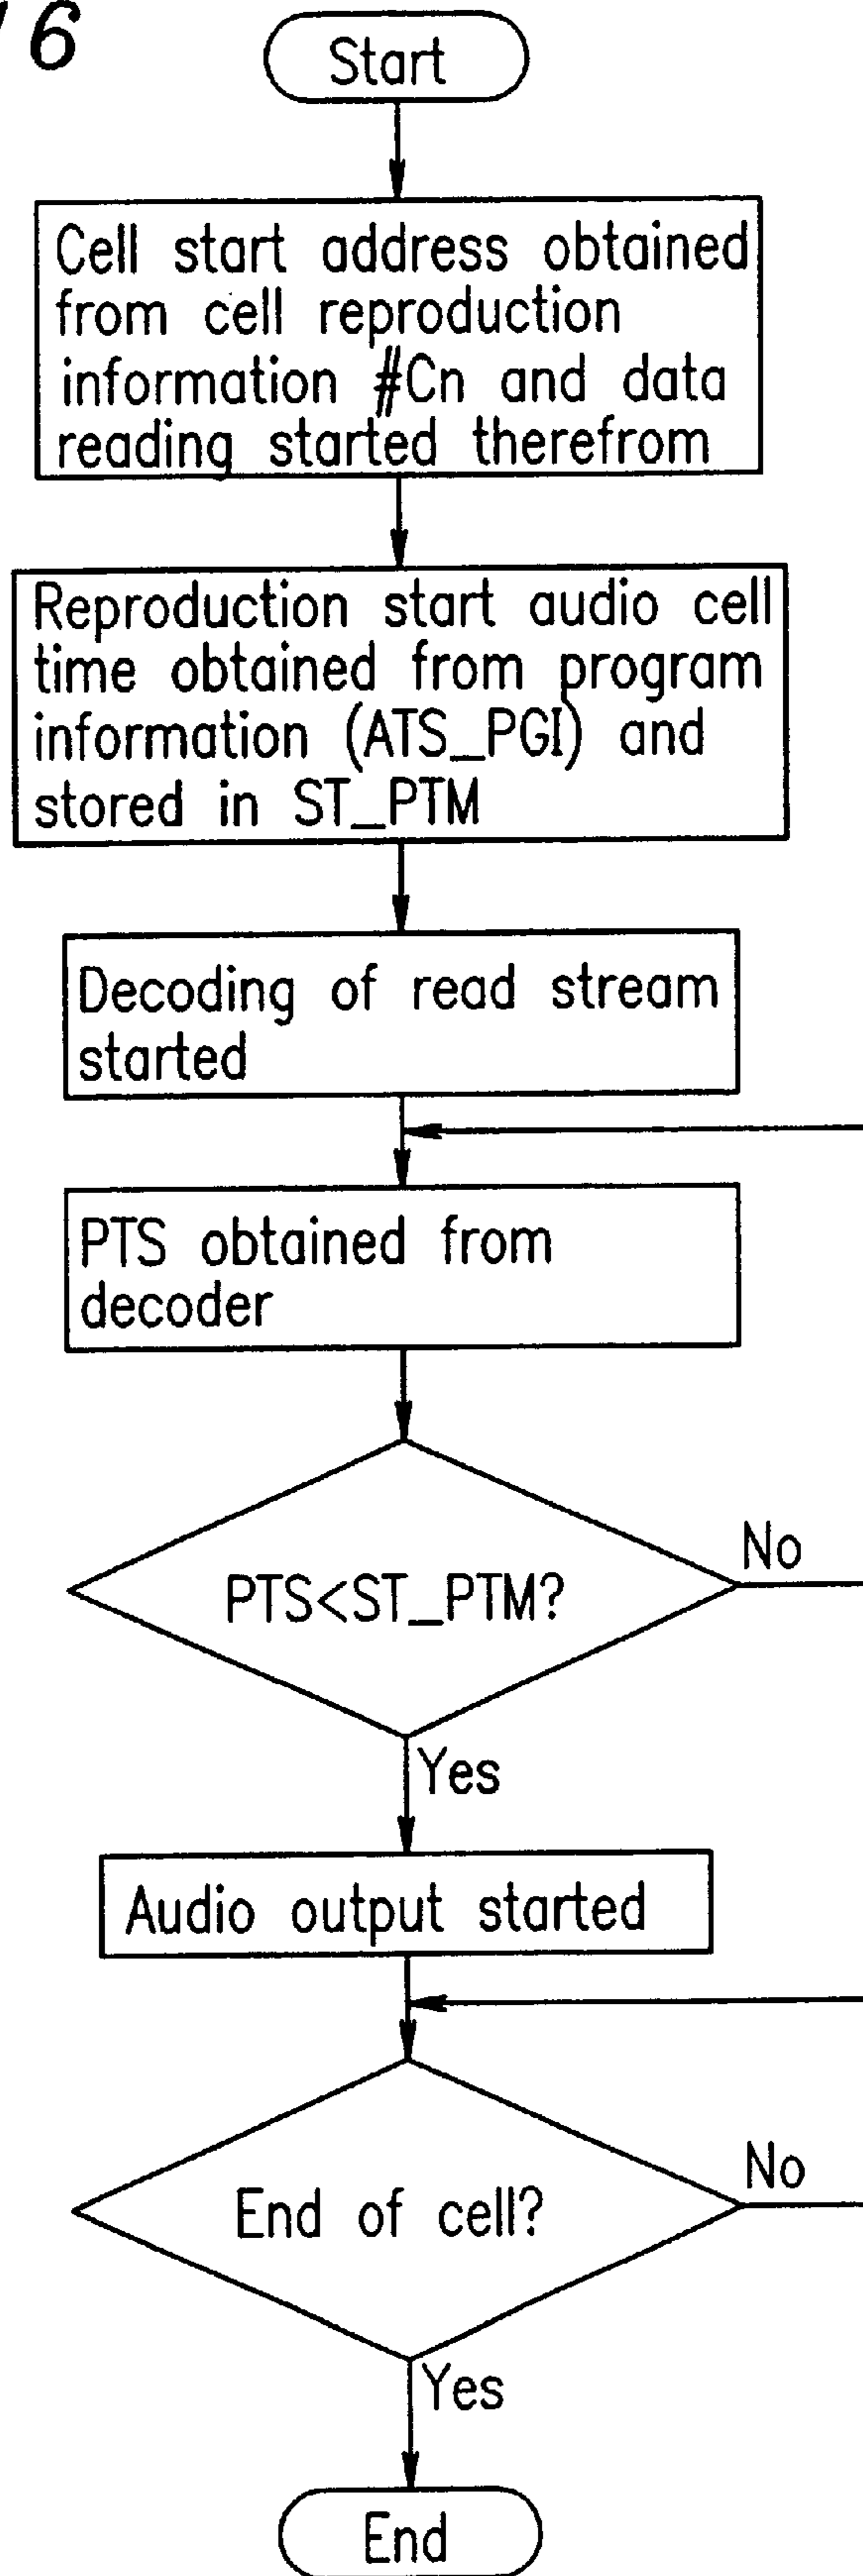 16
Start
Cell start address obtained
from cell reproduction
information #Cn and data
reading started therefrom
Reproduction start audio cell
time obtained from program
information (ATS_PGI) and
stored in ST_PTM
Decoding of read stream
started
PTS obtained from
decoder
PTS<ST_PTM?
No
Yes
Audio output started
End of cell?
No
Yes
End